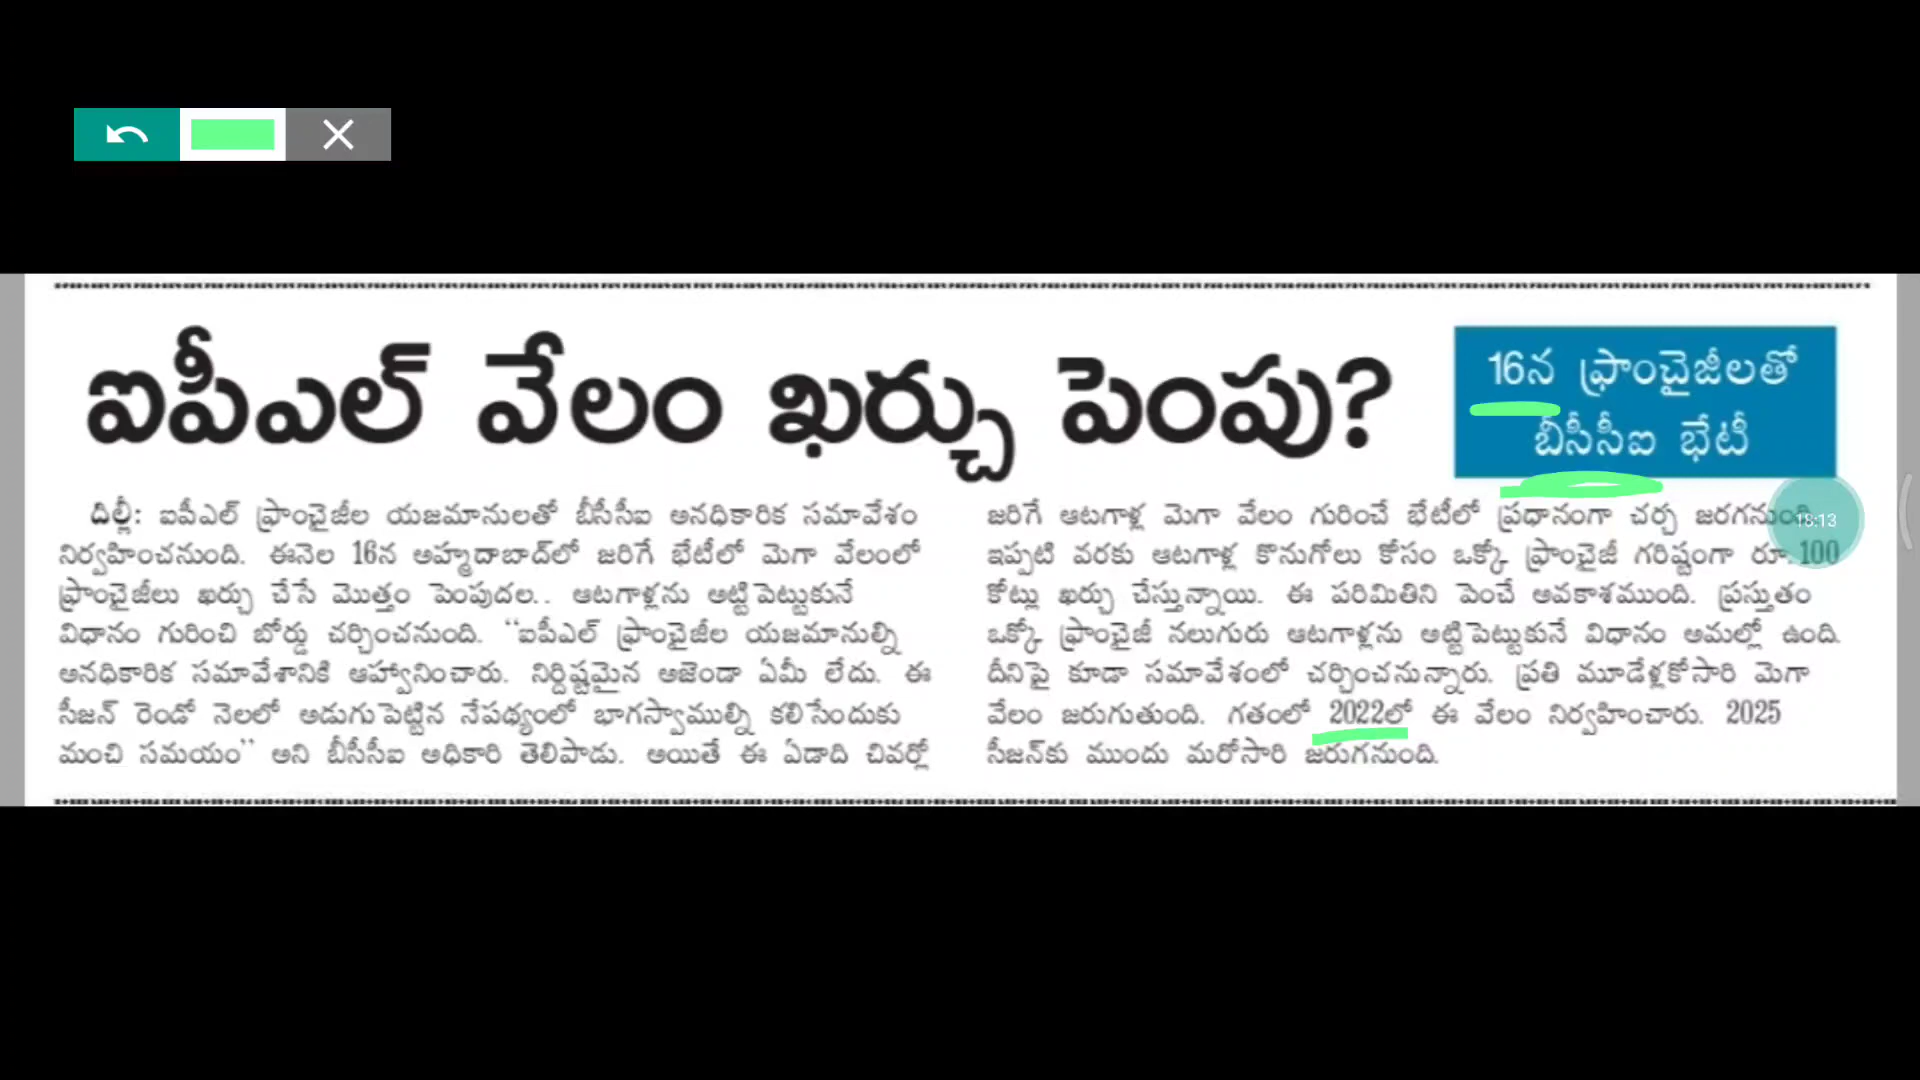 ఐపీఎల్ వేలం ఖర్చు పెంపు?
16న ఫ్రాంచైజీలతో
బీసీసీఐ భేటీ
దిల్లీ: ఐపీఎల్ ఫ్రాంచైజీల యజమానులతో బీసీసీఐ అనధికారిక సమావేశం
నిర్వహించనుంది. ఈనెల 16న అహ్మదాబాద్‌లో జరిగే భేటీలో మెగా వేలంలో
ఫ్రాంచైజీలు ఖర్చు చేసే మొత్తం పెంపుదల.. ఆటగాళ్లను అట్టిపెట్టుకునే
విధానం గురించి బోర్డు చర్చించనుంది. ‘‘ఐపీఎల్ ఫ్రాంచైజీల యజమానుల్ని
అనధికారిక సమావేశానికి ఆహ్వానించారు. నిర్దిష్టమైన అజెండా ఏమీ లేదు. ఈ
సీజన్ రెండో నెలలో అడుగుపెట్టిన నేపథ్యంలో భాగస్వాముల్ని కలిసేందుకు
మంచి సమయం’’ అని బీసీసీఐ అధికారి తెలిపాడు. అయితే ఈ ఏడాది చివర్లో
జరిగే ఆటగాళ్ల మెగా వేలం గురించే భేటీలో ప్రధానంగా చర్చ జరగనుంది.
ఇప్పటి వరకు ఆటగాళ్ల కొనుగోలు కోసం ఒక్కో ఫ్రాంచైజీ గరిష్టంగా రూ.100
కోట్లు ఖర్చు చేస్తున్నాయి. ఈ పరిమితిని పెంచే అవకాశముంది. ప్రస్తుతం
ఒక్కో ఫ్రాంచైజీ నలుగురు ఆటగాళ్లను అట్టిపెట్టుకునే విధానం అమల్లో ఉంది.
దీనిపై కూడా సమావేశంలో చర్చించనున్నారు. ప్రతి మూడేళ్లకోసారి మెగా
వేలం జరుగుతుంది. గతంలో 2022లో ఈ వేలం నిర్వహించారు. 2025
సీజన్‌కు ముందు మరోసారి జరుగనుంది.
18:13